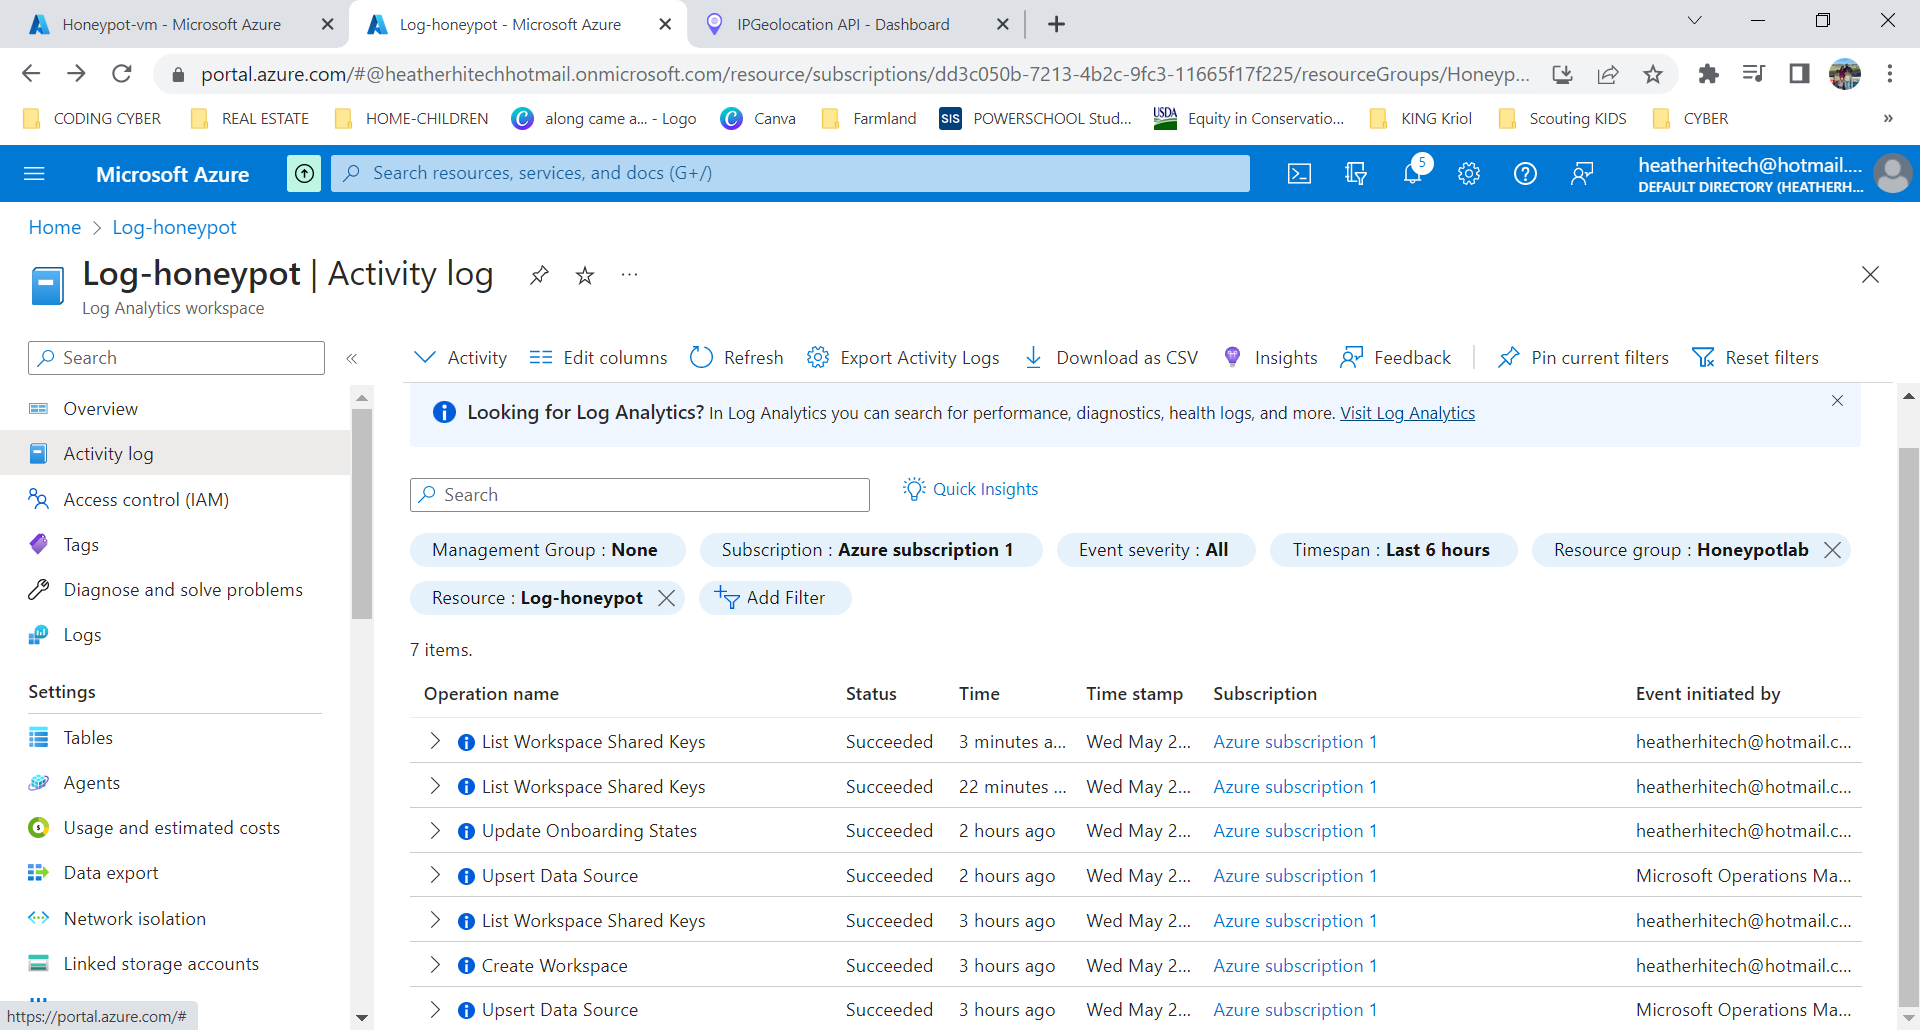 Honeypot-vm - Microsoft Azure
Log-honeypot - Microsoft Azure
IPGeolocation API - Dashboard
portal.azure.com/#@heatherhitechhotmail.onmicrosoft.com/resource/subscriptions/dd3c050b-7213-4b2c-9fc3-11665f17f225/resourceGroups/Honeyp...
CODING CYBER
REAL ESTATE
HOME-CHILDREN
along came a... - Logo
Canva
Farmland
SIS
POWERSCHOOL Stud...
USDA
Equity in Conservatio...
KING Kriol
Scouting KIDS
CYBER
»
Microsoft Azure
Search resources, services, and docs (G+/)
5
heatherhitech@hotmail....
DEFAULT DIRECTORY (HEATHERH...
Home > Log-honeypot
Log-honeypot | Activity log
...
Log Analytics workspace
Search
«
Activity
Edit columns
Refresh
Export Activity Logs
Download as CSV
Insights
Feedback
Pin current filters
Reset filters
Overview
Activity log
Access control (IAM)
Tags
Diagnose and solve problems
Logs
Settings
Tables
Agents
Usage and estimated costs
Data export
Network isolation
Linked storage accounts
https://portal.azure.com/#
Looking for Log Analytics? In Log Analytics you can search for performance, diagnostics, health logs, and more. Visit Log Analytics
Search
Quick Insights
Management Group : None
Subscription : Azure subscription 1
Event severity : All
Timespan : Last 6 hours
Resource group : Honeypotlab
Resource : Log-honeypot
Add Filter
7 items.
Operation name Status Time Time stamp Subscription Event initiated by
List Workspace Shared Keys Succeeded 3 minutes a... Wed May 2... Azure subscription 1 heatherhitech@hotmail.c...
List Workspace Shared Keys Succeeded 22 minutes ... Wed May 2... Azure subscription 1 heatherhitech@hotmail.c...
Update Onboarding States Succeeded 2 hours ago Wed May 2... Azure subscription 1 heatherhitech@hotmail.c...
Upsert Data Source Succeeded 2 hours ago Wed May 2... Azure subscription 1 Microsoft Operations Ma...
List Workspace Shared Keys Succeeded 3 hours ago Wed May 2... Azure subscription 1 heatherhitech@hotmail.c...
Create Workspace Succeeded 3 hours ago Wed May 2... Azure subscription 1 heatherhitech@hotmail.c...
Upsert Data Source Succeeded 3 hours ago Wed May 2... Azure subscription 1 Microsoft Operations Ma...